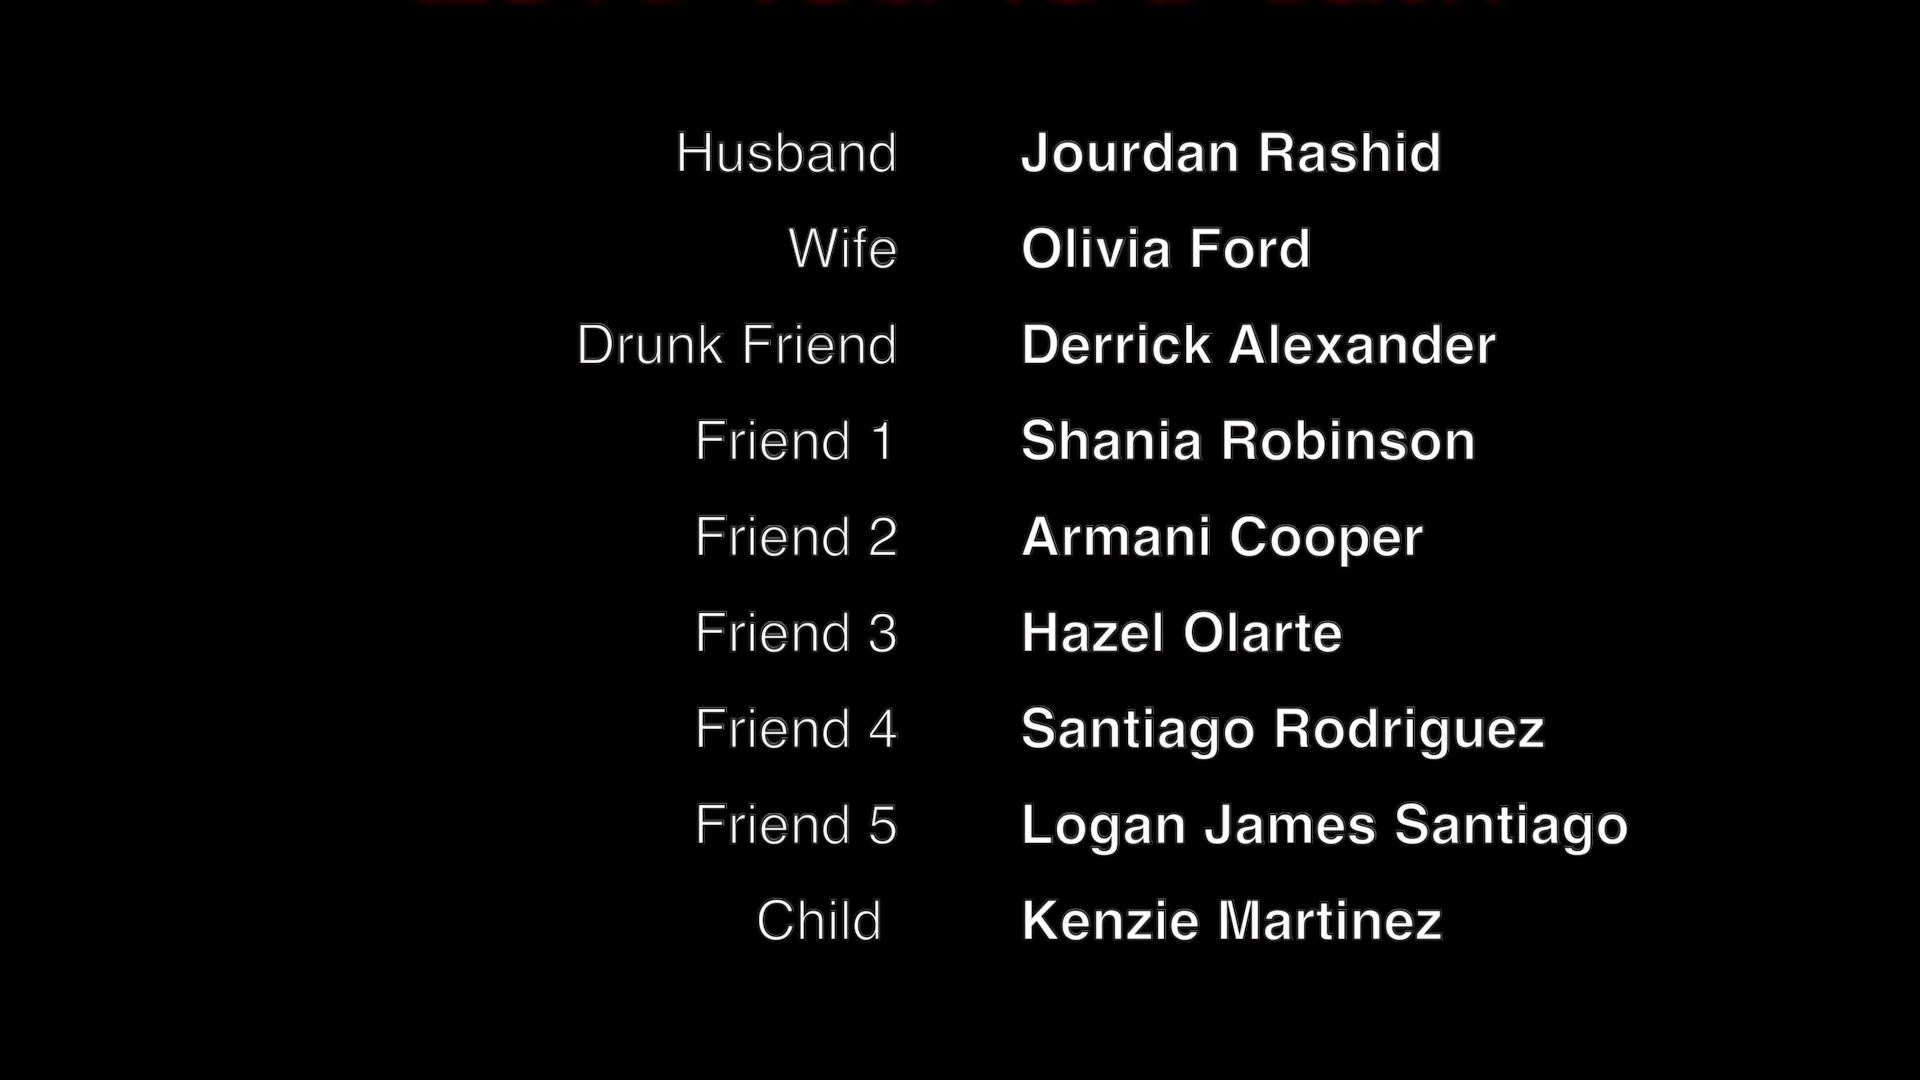 Husband Jourdan Rashid
Wife Olivia Ford
Drunk Friend Derrick Alexander
Friend 1 Shania Robinson
Friend 2 Armani Cooper
Friend 3 Hazel Olarte
Friend 4 Santiago Rodriguez
Friend 5 Logan James Santiago
Child Kenzie Martinez